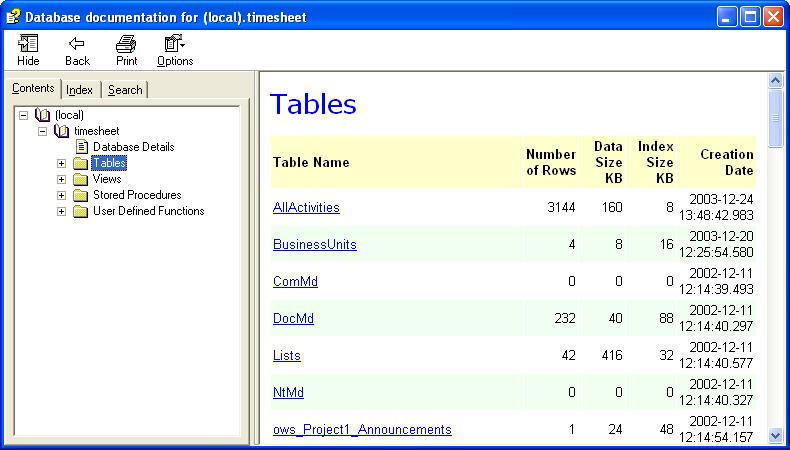 Database documentation for (local).timesheet
Hide Back Print Options
Contents Index Search
(local)
timesheet
Database Details
Tables
Views
Stored Procedures
User Defined Functions
Tables
Table Name Number of Rows Data Size KB Index Size KB Creation Date
AllActivities 3144 160 8 2003-12-24 13:48:42.983
BusinessUnits 4 8 16 2003-12-20 12:25:54.580
ComMd 0 0 0 2002-12-11 12:14:39.493
DocMd 232 40 88 2002-12-11 12:14:40.297
Lists 42 416 32 2002-12-11 12:14:40.577
NtMd 0 0 0 2002-12-11 12:14:40.327
ows_Project1_Announcements 1 24 48 2002-12-11 12:14:54.157